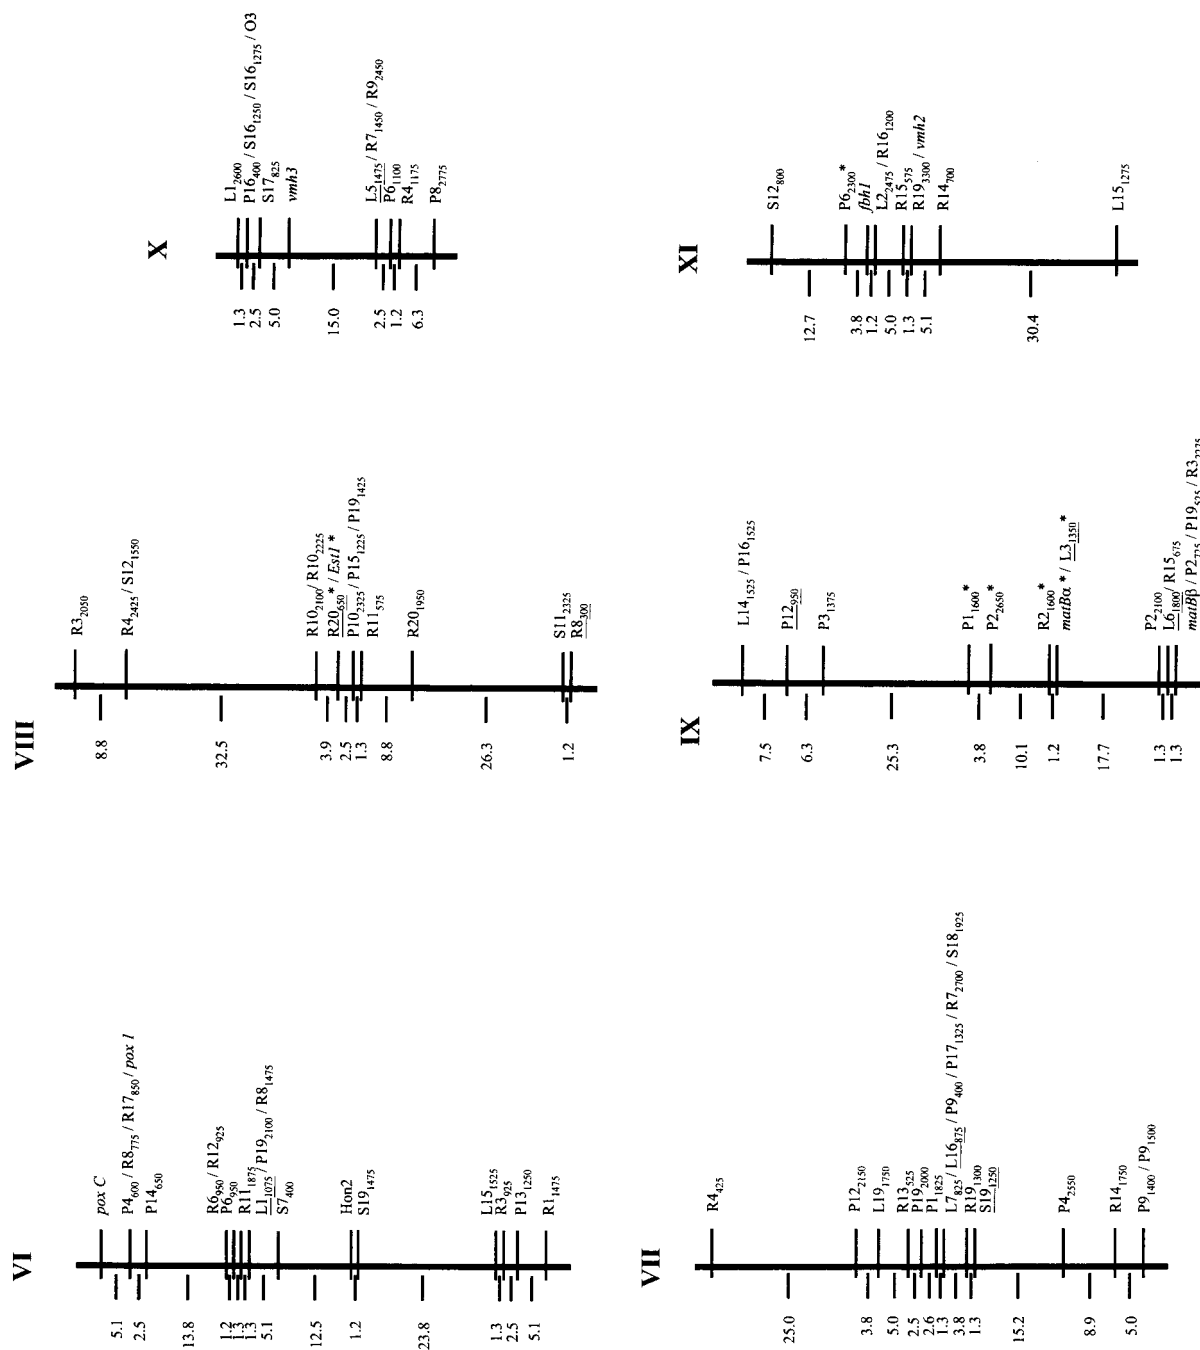 VI
pox C
P4600 / R8775 / R17850 / pox 1
P14650
R6950 / R12925
P6950
R111875
L11075 / P192100 / R81475
S7400
Hon2
S191475
L151525
R3925
P131250
R11475
5.1
2.5
13.8
1.2
1.3
1.3
5.1
12.5
1.2
23.8
1.3
2.5
5.1
VIII
R32050
R42425 / S121550
R102100 / R102225
R20650* / Est1 *
P102325 / P151225 / P191425
R11575
R201950
S112325
R8300
8.8
32.5
3.9
2.5
1.3
8.8
26.3
1.2
X
L12600
P16400 / S161250 / S161275 / O3
S17825
vmh3
L51475 / R71450 / R92450
P61100
R41175
P82775
1.3
2.5
5.0
15.0
2.5
1.2
6.3
VII
R4425
P122150
L191750
R13525
P192000
P11825
L7825 / L16875 / P9400 / P171325 / R72700 / S181925
R191300
S191250
P42550
R141750
P91400 / P91500
25.0
3.8
5.0
2.5
2.6
1.3
3.8
1.3
15.2
8.9
5.0
IX
L141525 / P161525
P12950
P31375
P11600*
P22650*
R21600*
matBα * / L31350*
P22100
L61800 / R15675
matBβ / P2725 / P19525 / R32275
7.5
6.3
25.3
3.8
10.1
1.2
17.7
1.3
1.3
XI
S12800
P62300*
fbh1
L22475 / R161200
R15575
R193300 / vmh2
R14700
L151275
12.7
3.8
1.2
5.0
1.3
5.1
30.4